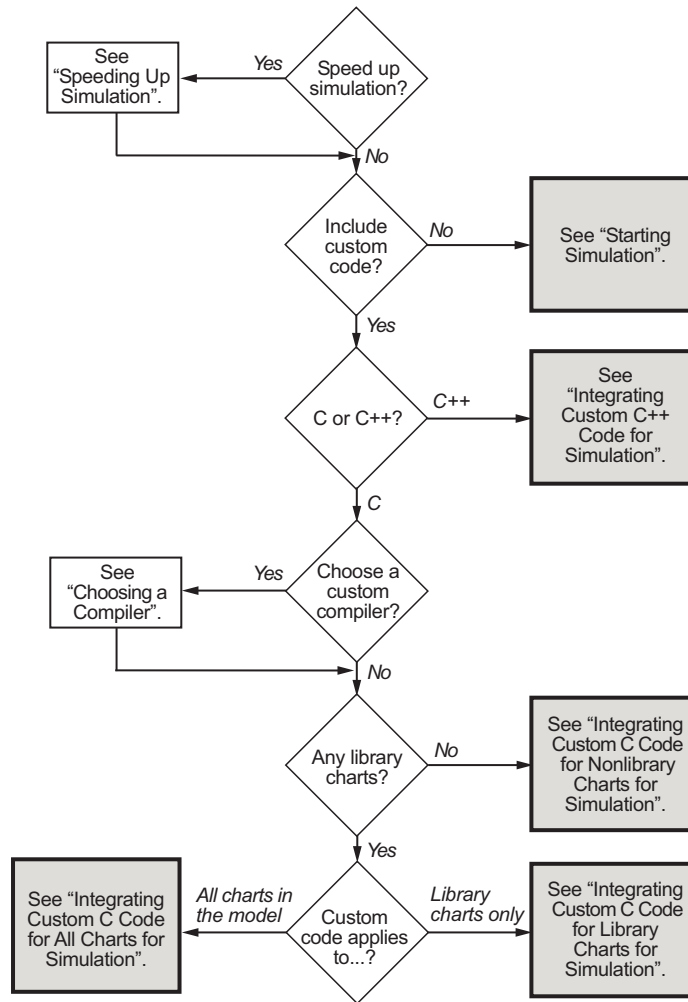 See
“Speeding Up
Simulation”.
Yes
Speed up
simulation?
No
Include
custom
code?
No
See “Starting
Simulation”.
Yes
C or C++?
C++
See
“Integrating
Custom C++
Code for
Simulation”.
C
See
“Choosing a
Compiler”.
Yes
Choose a
custom
compiler?
No
Any library
charts?
No
See “Integrating
Custom C Code
for Nonlibrary
Charts for
Simulation”.
Yes
See “Integrating
Custom C Code
for All Charts for
Simulation”.
All charts in
the model
Custom
code applies
to...?
Library
charts only
See “Integrating
Custom C Code
for Library
Charts for
Simulation”.